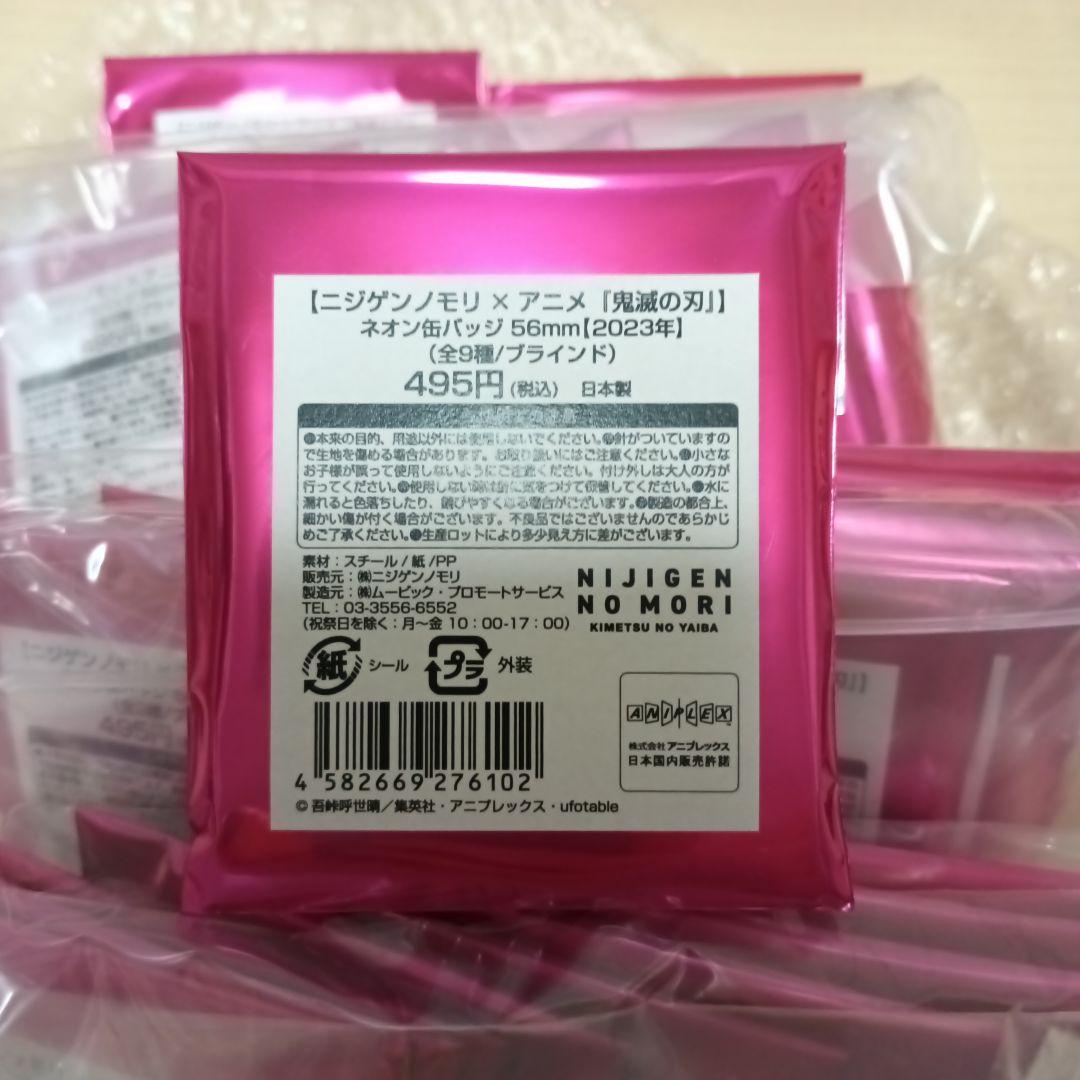 【ニジゲンノモリ × アニメ『鬼滅の刃』】
ネオン缶バッジ 56mm【2023年】
(全9種/ブラインド)
495円(税込) 日本製
●本来の目的、用途以外には使用しないでください。●針がついていますの
で生地を傷める場合があります。お取り扱いにはご注意ください。●小さな
お子様が誤って使用しないようにご注意ください。付け外しは大人の方が
行ってください。●使用しない時は針に気をつけて保管してください。●水に
濡れると色落ちしたり、錆びやすくなる場合がございます。●製造の都合上、
細かい傷が付く場合がございます。不良品ではございませんのであらかじ
めご了承ください。●生産ロットにより多少見え方に差がございます。
素材:スチール/紙/PP
販売元:㈱ニジゲンノモリ
製造元:㈱ムービック・プロモートサービス
TEL:03-3556-6552
(祝祭日を除く:月〜金 10:00-17:00)
NIJIGEN
NO MORI
KIMETSU NO YAIBA
紙 シール プラ 外装
ANIPLEX
株式会社 アニプレックス
日本国内販売許諾
4 582669 276102
© 吾峠呼世晴/集英社・アニプレックス・ufotable
【ニジゲンノモリ
495円